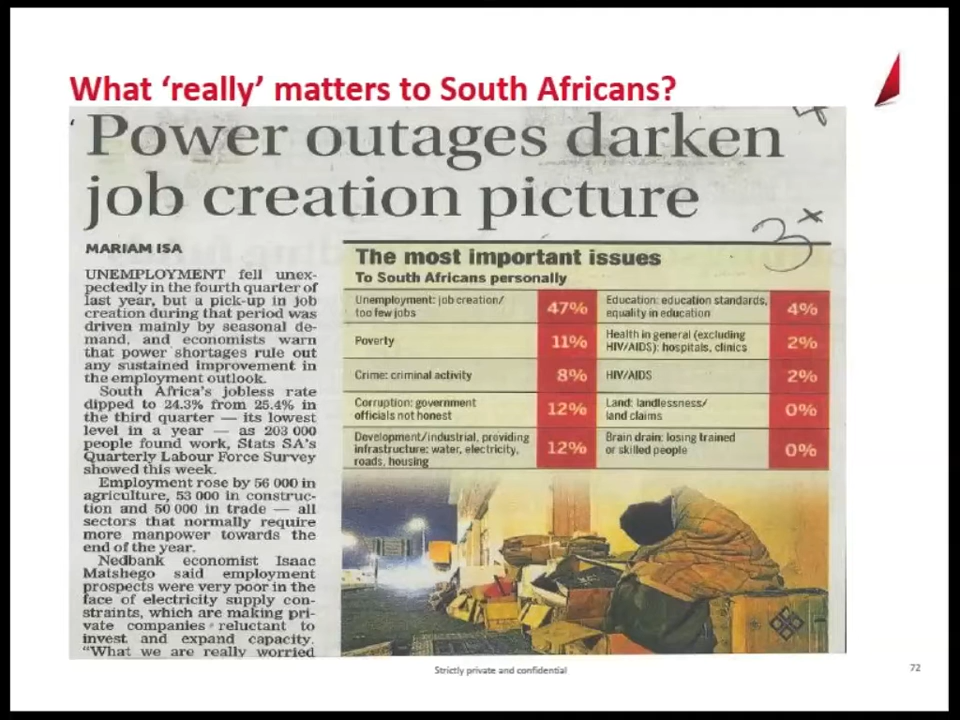 What ‘really’ matters to South Africans?
‘
Power outages darken
job creation picture
3x
MARIAM ISA
UNEMPLOYMENT fell unex-
pectedly in the fourth quarter of
last year, but a pick-up in job
creation during that period was
driven mainly by seasonal de-
mand, and economists warn
that power shortages rule out
any sustained improvement in
the employment outlook.
South Africa's jobless rate
dipped to 24.3% from 25.4% in
the third quarter — its lowest
level in a year — as 203 000
people found work, Stats SA's
Quarterly Labour Force Survey
showed this week.
Employment rose by 56 000 in
agriculture, 53 000 in construc-
tion and 50 000 in trade — all
sectors that normally require
more manpower towards the
end of the year.
Nedbank economist Isaac
Matshego said employment
prospects were very poor in the
face of electricity supply con-
straints, which are making pri-
vate companies reluctant to
invest and expand capacity.
“What we are really worried
The most important issues
To South Africans personally
Unemployment: job creation/
too few jobs
47%
Poverty
11%
Crime: criminal activity
8%
Corruption: government
officials not honest
12%
Development/industrial, providing
infrastructure: water, electricity,
roads, housing
12%
Education: education standards,
equality in education
4%
Health in general (excluding
HIV/AIDS): hospitals, clinics
2%
HIV/AIDS
2%
Land: landlessness/
land claims
0%
Brain drain: losing trained
or skilled people
0%
Strictly private and confidential
72